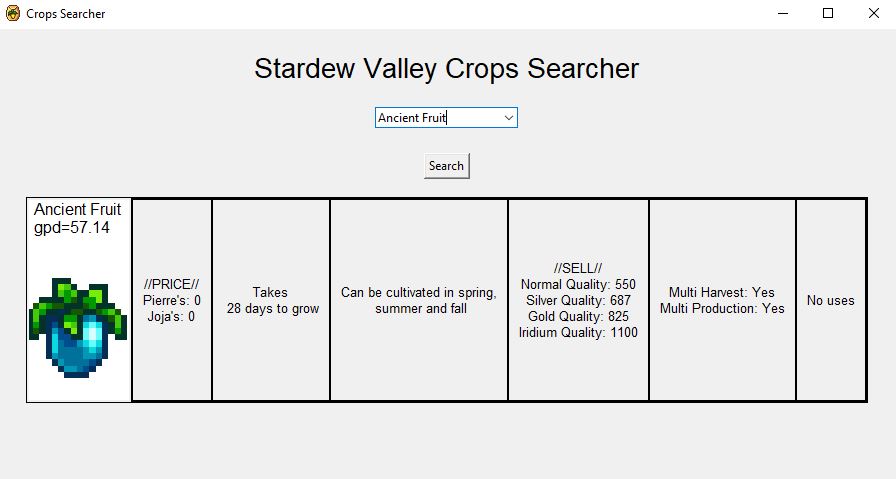 Crops Searcher
Stardew Valley Crops Searcher
Ancient Fruit
Search
Ancient Fruit
gpd=57.14
//PRICE//
Pierre's: 0
Joja's: 0
Takes
28 days to grow
Can be cultivated in spring,
summer and fall
//SELL//
Normal Quality: 550
Silver Quality: 687
Gold Quality: 825
Iridium Quality: 1100
Multi Harvest: Yes
Multi Production: Yes
No uses